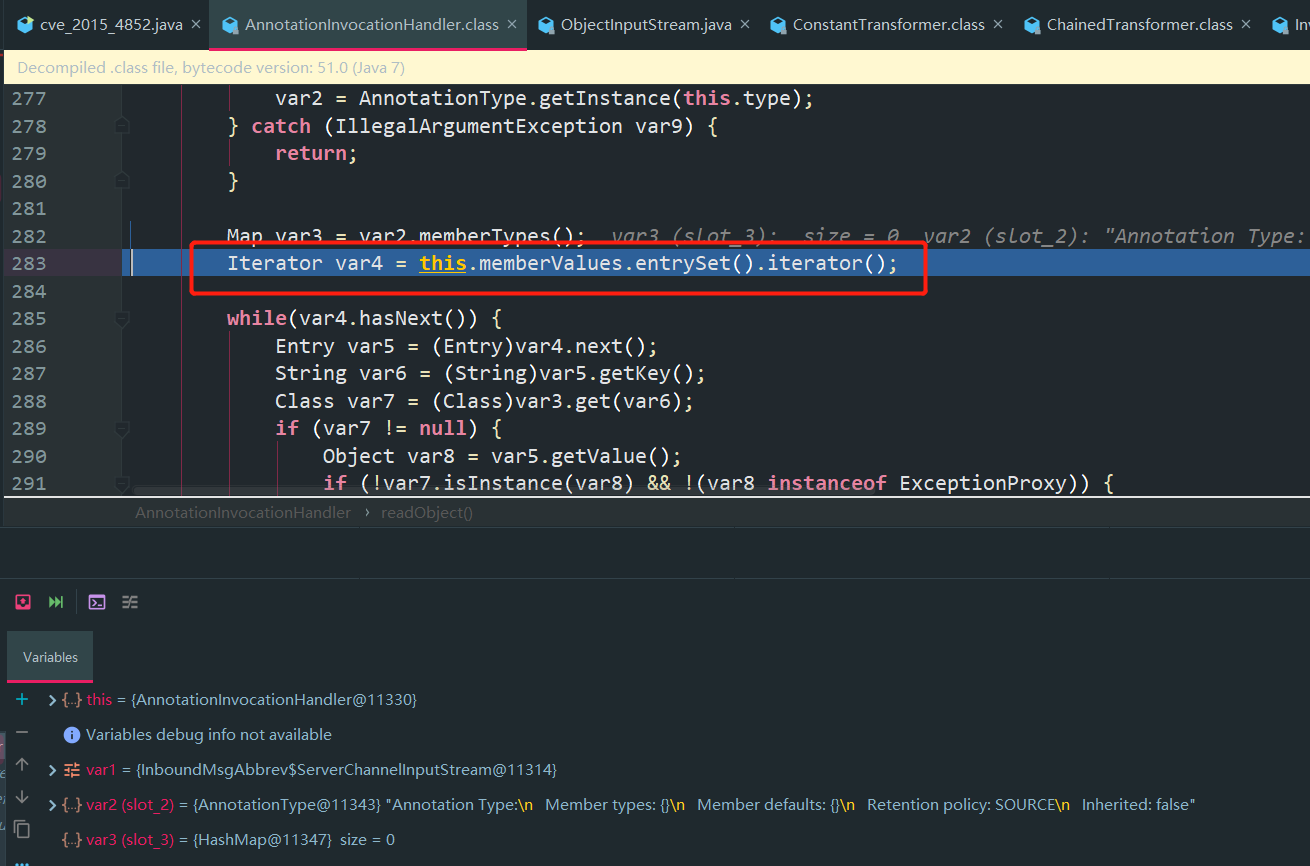 cve_2015_4852.java × AnnotationInvocationHandler.class × ObjectInputStream.java × ConstantTransformer.class × ChainedTransformer.class ×
Decompiled .class file, bytecode version: 51.0 (Java 7)
277 var2 = AnnotationType.getInstance(this.type);
278 } catch (IllegalArgumentException var9) {
279 return;
280 }
281
282 Map var3 = var2.memberTypes(); var3 (slot_3): size = 0 var2 (slot_2): "Annotation Type:
283 Iterator var4 = this.memberValues.entrySet().iterator();
284
285 while(var4.hasNext()) {
286 Entry var5 = (Entry)var4.next();
287 String var6 = (String)var5.getKey();
288 Class var7 = (Class)var3.get(var6);
289 if (var7 != null) {
290 Object var8 = var5.getValue();
291 if (!var7.isInstance(var8) && !(var8 instanceof ExceptionProxy)) {
AnnotationInvocationHandler › readObject()
Variables
this = {AnnotationInvocationHandler@11330}
Variables debug info not available
var1 = {InboundMsgAbbrev$ServerChannelInputStream@11314}
var2 (slot_2) = {AnnotationType@11343} "Annotation Type:\n Member types: {}\n Member defaults: {}\n Retention policy: SOURCE\n Inherited: false"
var3 (slot_3) = {HashMap@11347} size = 0